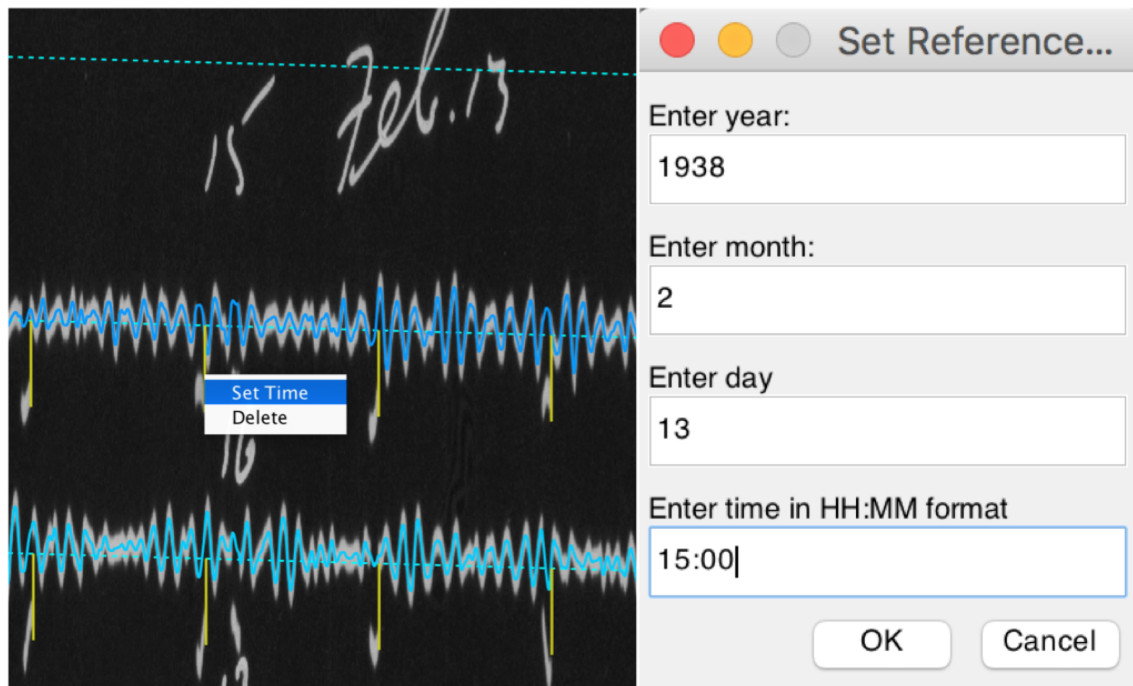 15 Feb. 13
Set Time
Delete
16
Set Reference...
Enter year:
1938
Enter month:
2
Enter day
13
Enter time in HH:MM format
15:00
OK
Cancel